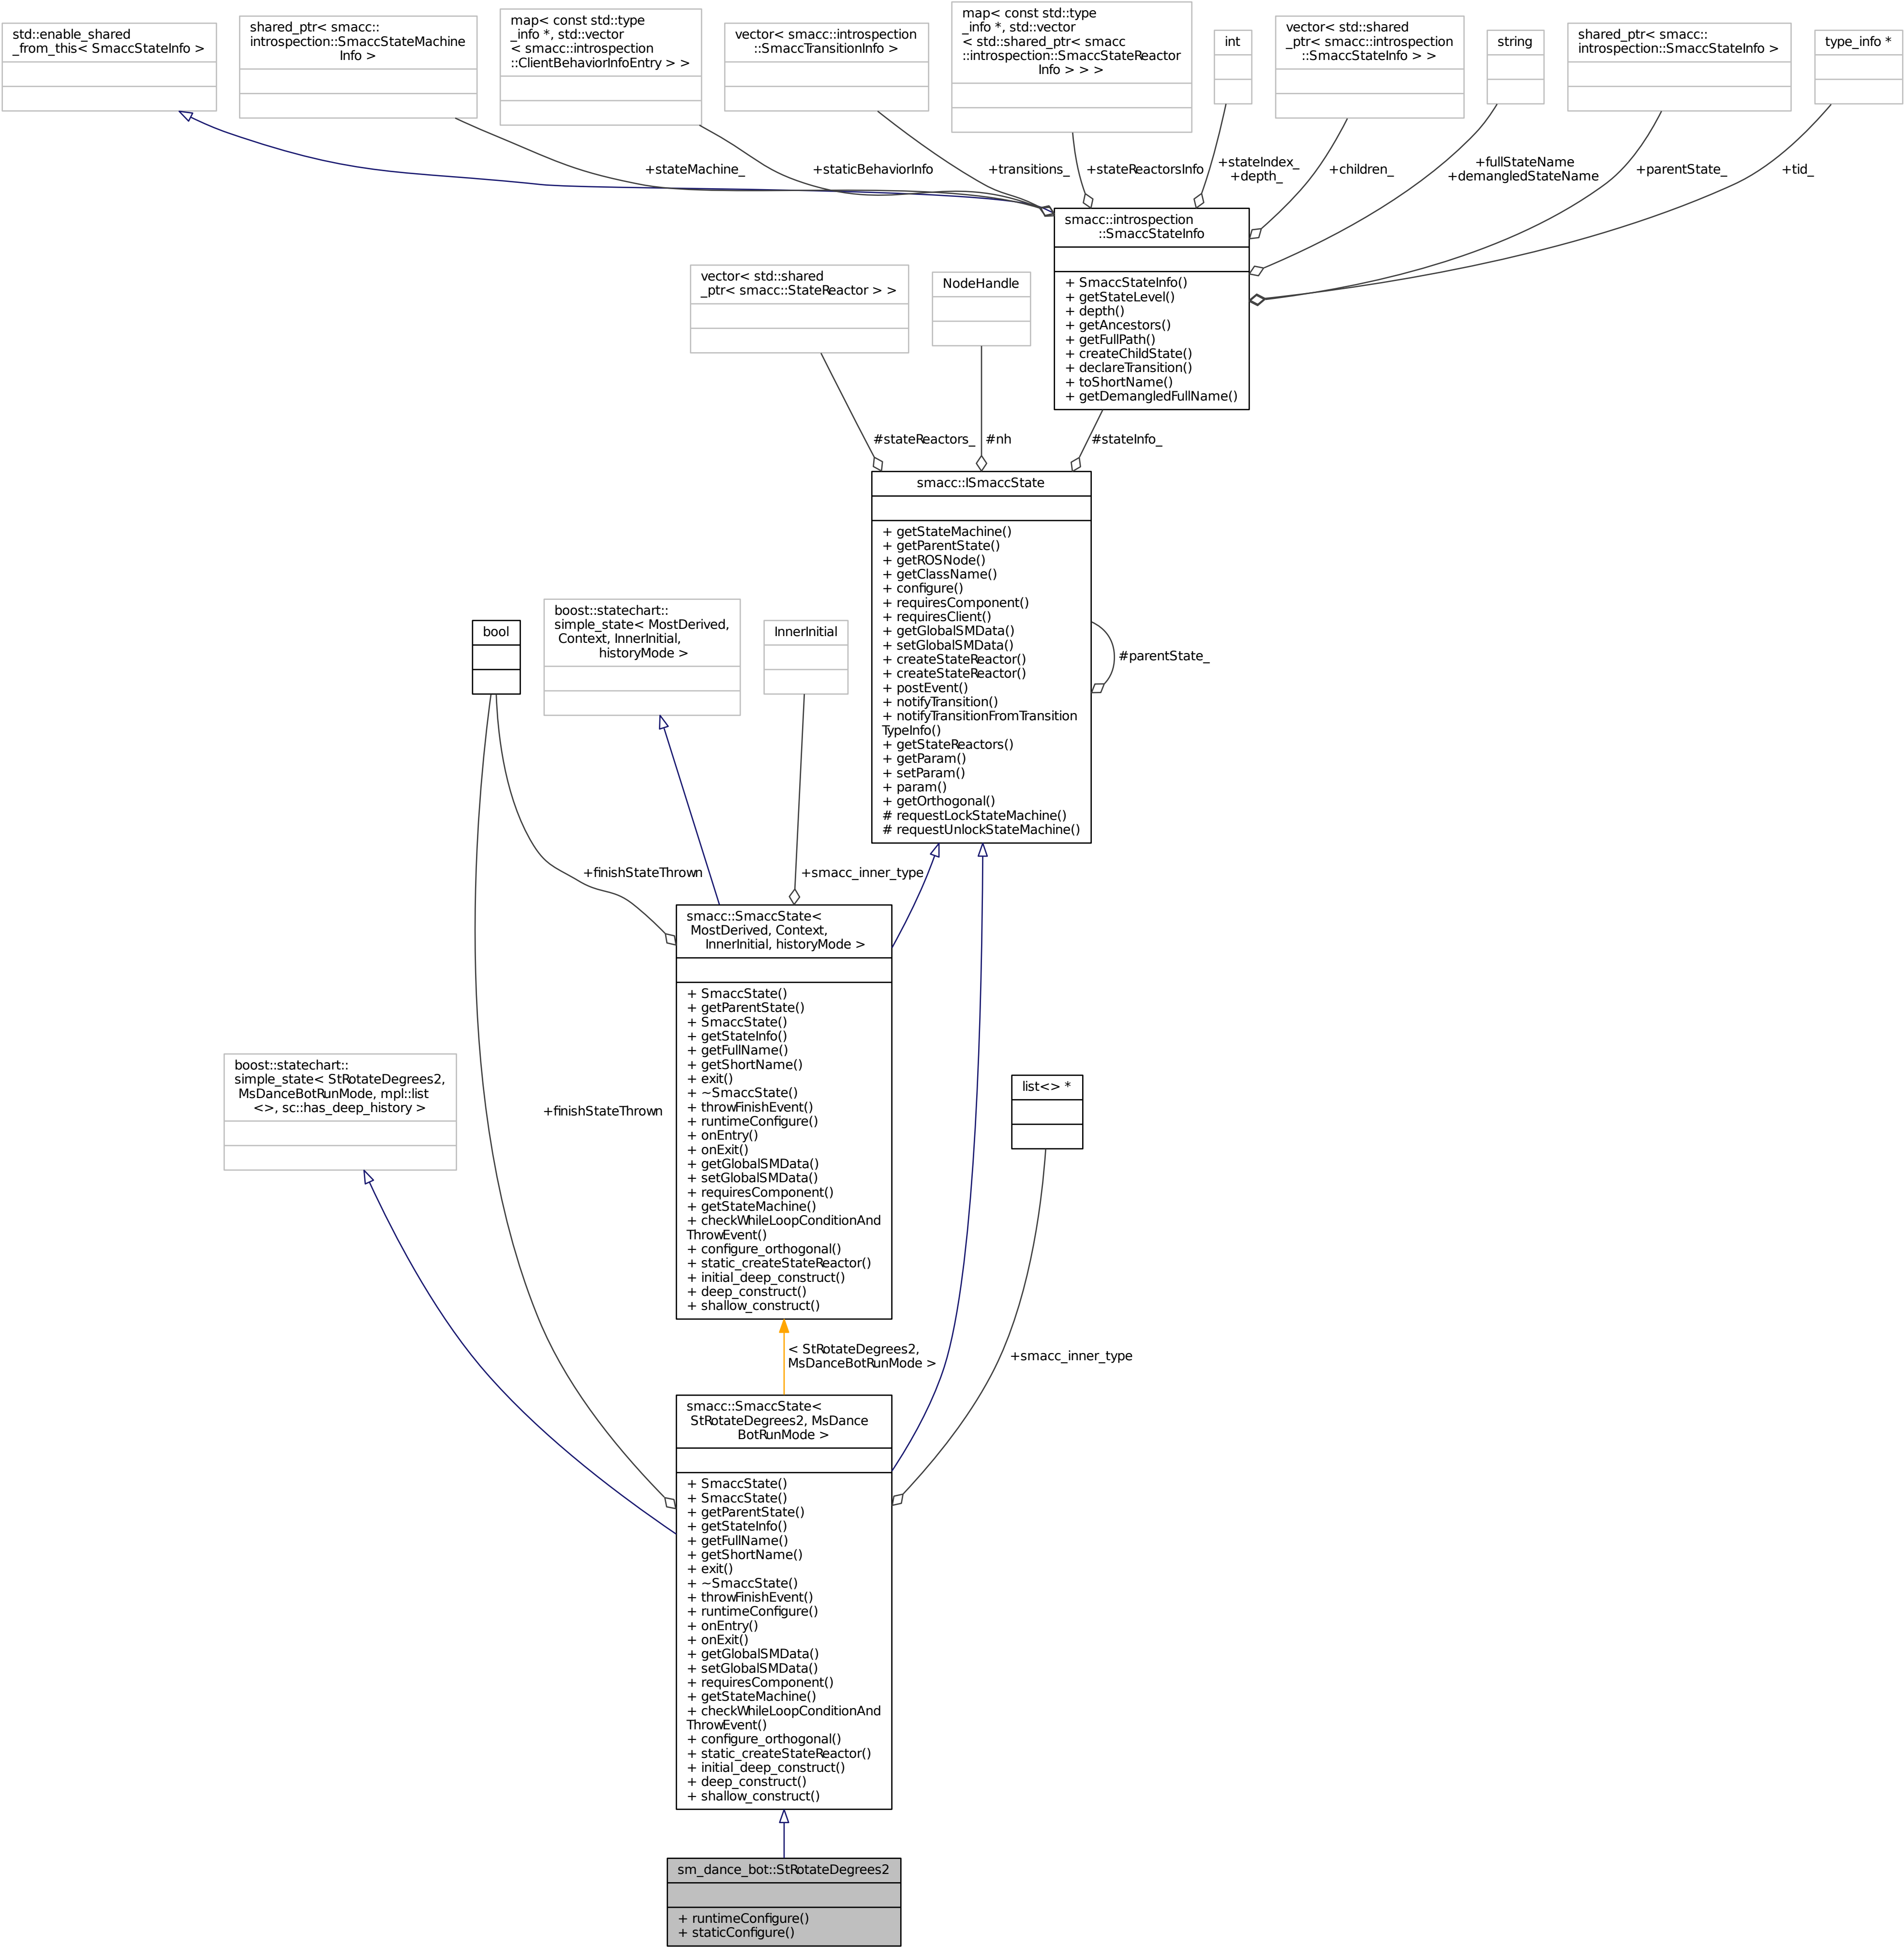 std::enable_shared
_from_this< SmaccStateInfo >
shared_ptr< smacc::
introspection::SmaccStateMachine
Info >
map< const std::type
_info *, std::vector
< smacc::introspection
::ClientBehaviorInfoEntry > >
vector< smacc::introspection
::SmaccTransitionInfo >
map< const std::type
_info *, std::vector
< std::shared_ptr< smacc
::introspection::SmaccStateReactor
Info > > >
int
vector< std::shared
_ptr< smacc::introspection
::SmaccStateInfo > >
string
shared_ptr< smacc::
introspection::SmaccStateInfo >
type_info *
+stateMachine_
+staticBehaviorInfo
+transitions_
+stateReactorsInfo
+stateIndex_
+depth_
+children_
+fullStateName
+demangledStateName
+parentState_
+tid_
smacc::introspection
::SmaccStateInfo
+ SmaccStateInfo()
+ getStateLevel()
+ depth()
+ getAncestors()
+ getFullPath()
+ createChildState()
+ declareTransition()
+ toShortName()
+ getDemangledFullName()
vector< std::shared
_ptr< smacc::StateReactor > >
NodeHandle
#stateReactors_
#nh
#stateInfo_
smacc::ISmaccState
+ getStateMachine()
+ getParentState()
+ getROSNode()
+ getClassName()
+ configure()
+ requiresComponent()
+ requiresClient()
+ getGlobalSMData()
+ setGlobalSMData()
+ createStateReactor()
+ createStateReactor()
+ postEvent()
+ notifyTransition()
+ notifyTransitionFromTransition
TypeInfo()
+ getStateReactors()
+ getParam()
+ setParam()
+ param()
+ getOrthogonal()
# requestLockStateMachine()
# requestUnlockStateMachine()
#parentState_
bool
boost::statechart::
simple_state< MostDerived,
Context, InnerInitial,
historyMode >
InnerInitial
+finishStateThrown
+smacc_inner_type
smacc::SmaccState<
MostDerived, Context,
InnerInitial, historyMode >
+ SmaccState()
+ getParentState()
+ SmaccState()
+ getStateInfo()
+ getFullName()
+ getShortName()
+ exit()
+ ~SmaccState()
+ throwFinishEvent()
+ runtimeConfigure()
+ onEntry()
+ onExit()
+ getGlobalSMData()
+ setGlobalSMData()
+ requiresComponent()
+ getStateMachine()
+ checkWhileLoopConditionAnd
ThrowEvent()
+ configure_orthogonal()
+ static_createStateReactor()
+ initial_deep_construct()
+ deep_construct()
+ shallow_construct()
boost::statechart::
simple_state< StRotateDegrees2,
MsDanceBotRunMode, mpl::list
<>, sc::has_deep_history >
+finishStateThrown
list<> *
< StRotateDegrees2,
MsDanceBotRunMode >
+smacc_inner_type
smacc::SmaccState<
StRotateDegrees2, MsDance
BotRunMode >
+ SmaccState()
+ SmaccState()
+ getParentState()
+ getStateInfo()
+ getFullName()
+ getShortName()
+ exit()
+ ~SmaccState()
+ throwFinishEvent()
+ runtimeConfigure()
+ onEntry()
+ onExit()
+ getGlobalSMData()
+ setGlobalSMData()
+ requiresComponent()
+ getStateMachine()
+ checkWhileLoopConditionAnd
ThrowEvent()
+ configure_orthogonal()
+ static_createStateReactor()
+ initial_deep_construct()
+ deep_construct()
+ shallow_construct()
sm_dance_bot::StRotateDegrees2
+ runtimeConfigure()
+ staticConfigure()